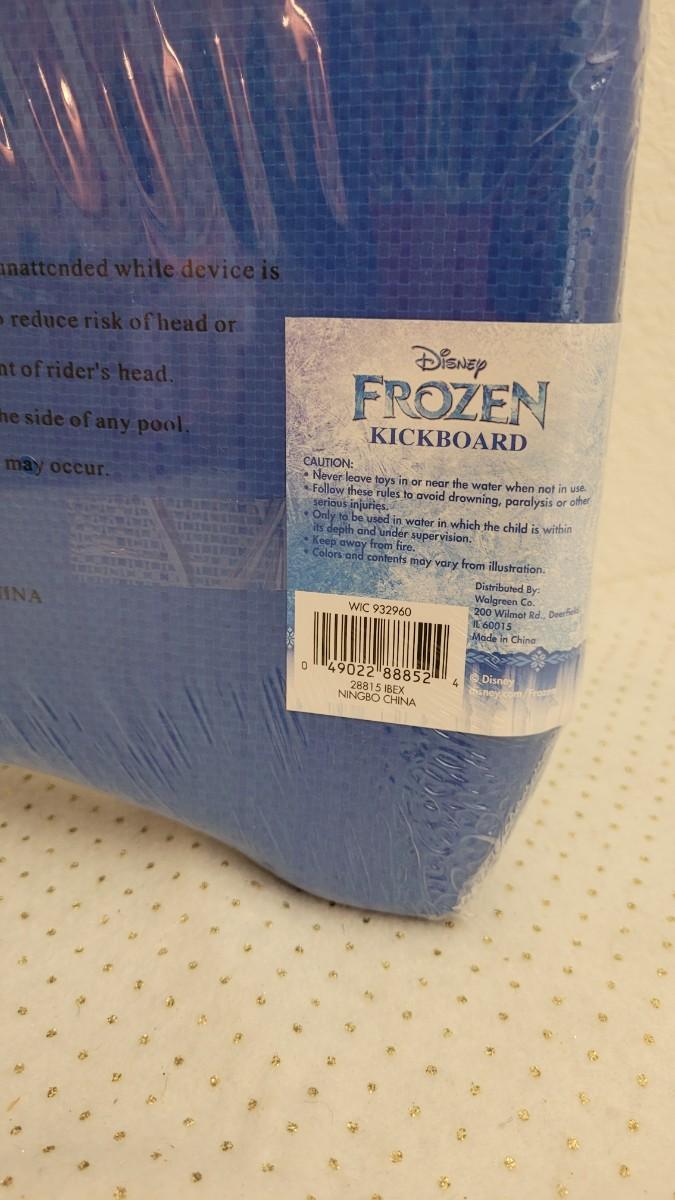 unattended while device is
reduce risk of head or
nt of rider's head.
he side of any pool.
may occur.
INA
Disney
FROZEN
KICKBOARD
CAUTION:
• Never leave toys in or near the water when not in use.
• Follow these rules to avoid drowning, paralysis or other
serious injuries.
• Only to be used in water in which the child is within
its depth and under supervision.
• Keep away from fire.
• Colors and contents may vary from illustration.
Distributed By:
Walgreen Co.
200 Wilmot Rd., Deerfield
IL 60015
Made in China
WIC 932960
0 49022 88852 4
28815 IBEX
NINGBO CHINA
© Disney
disney.com/Frozen